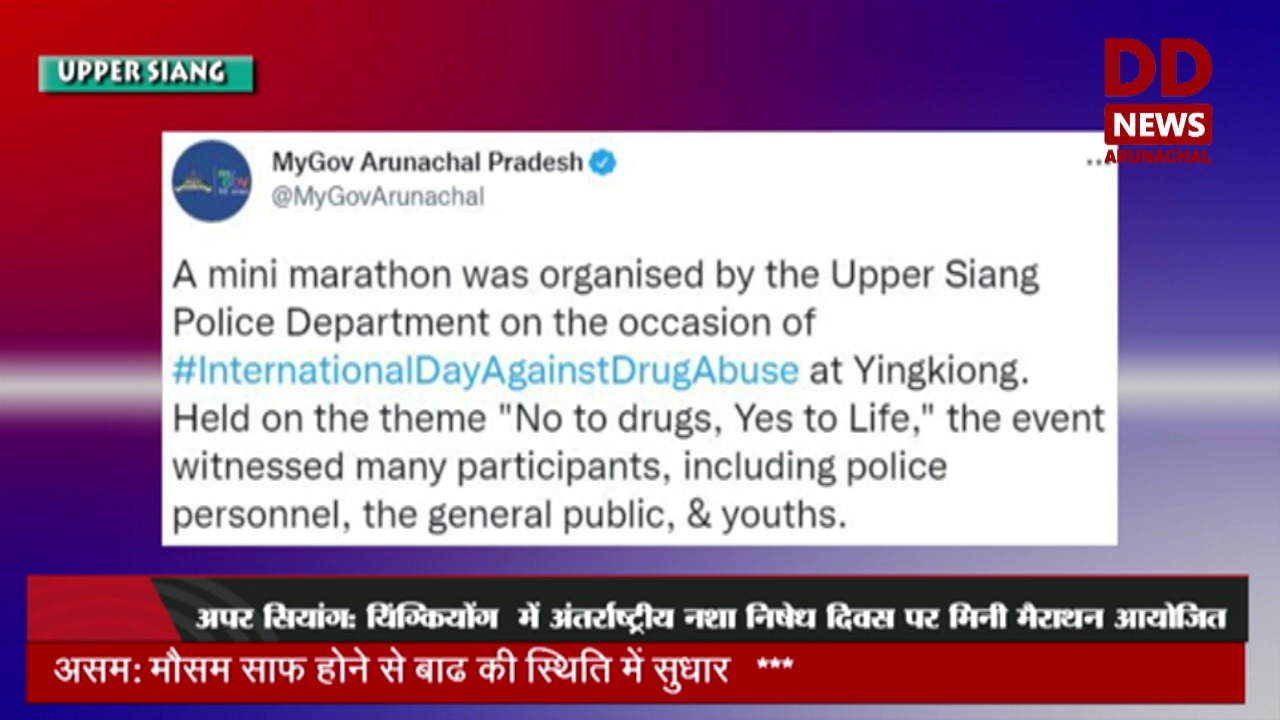 UPPER SIANG
DD
NEWS
ARUNACHAL
MyGov Arunachal Pradesh
@MyGovArunachal
A mini marathon was organised by the Upper Siang
Police Department on the occasion of
#InternationalDayAgainstDrugAbuse at Yingkiong.
Held on the theme "No to drugs, Yes to Life," the event
witnessed many participants, including police
personnel, the general public, & youths.
अपर सियांग: यिंग्कियोंग में अंतर्राष्ट्रीय नशा निषेध दिवस पर मिनी मैराथन आयोजित
असम: मौसम साफ होने से बाढ की स्थिति में सुधार ***